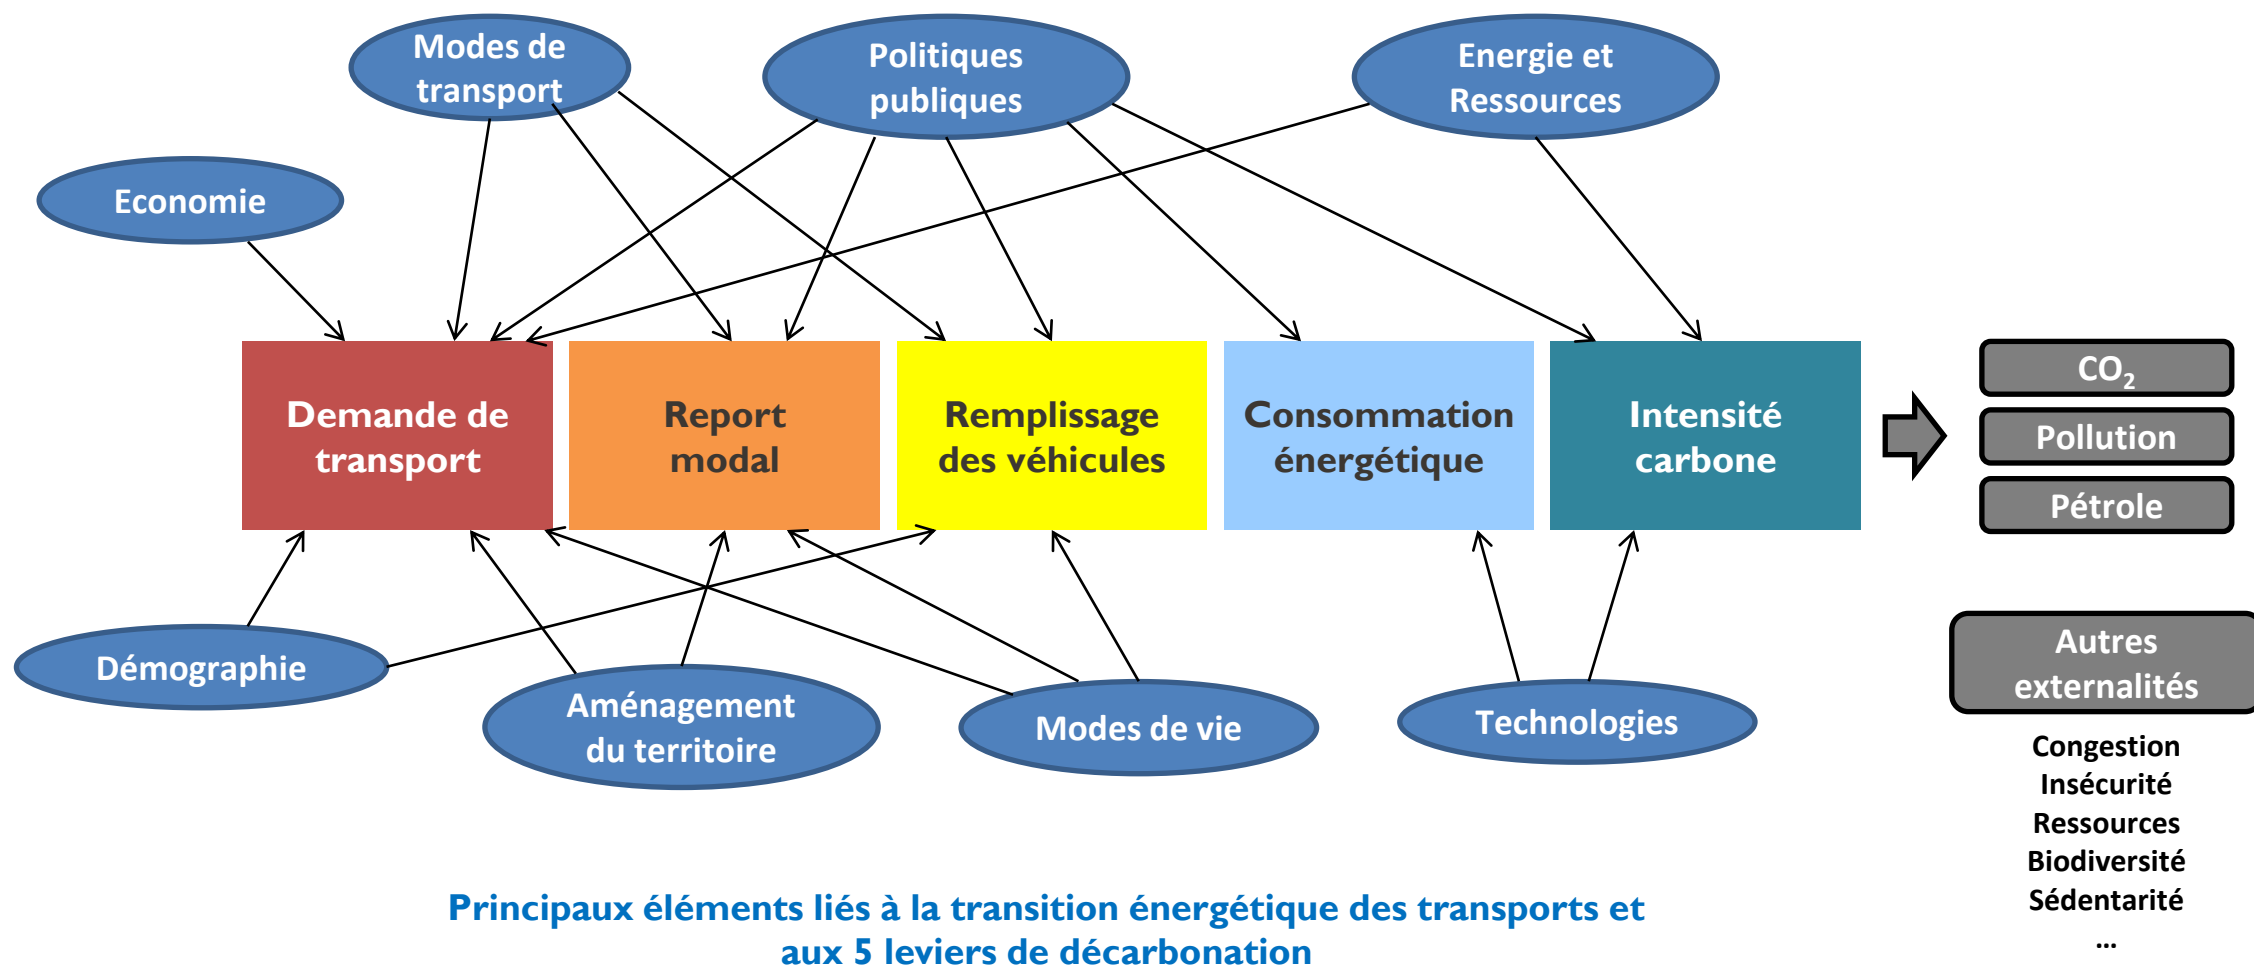 Modes de
transport
Politiques
publiques
Energie et
Ressources
Economie
Demande de
transport
Report
modal
Remplissage
des véhicules
Consommation
énergétique
Intensité
carbone
CO₂
Pollution
Pétrole
Démographie
Aménagement
du territoire
Modes de vie
Technologies
Autres
externalités
Congestion
Insécurité
Ressources
Biodiversité
Sédentarité
...
Principaux éléments liés à la transition énergétique des transports et
aux 5 leviers de décarbonation